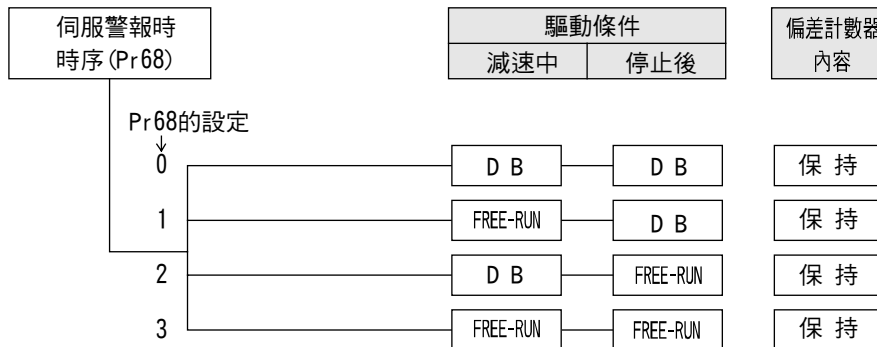 伺服警報時
時序(Pr68)
驅動條件
減速中 停止後
偏差計數器
內容
Pr68的設定
0 D B D B 保 持
1 FREE-RUN D B 保 持
2 D B FREE-RUN 保 持
3 FREE-RUN FREE-RUN 保 持